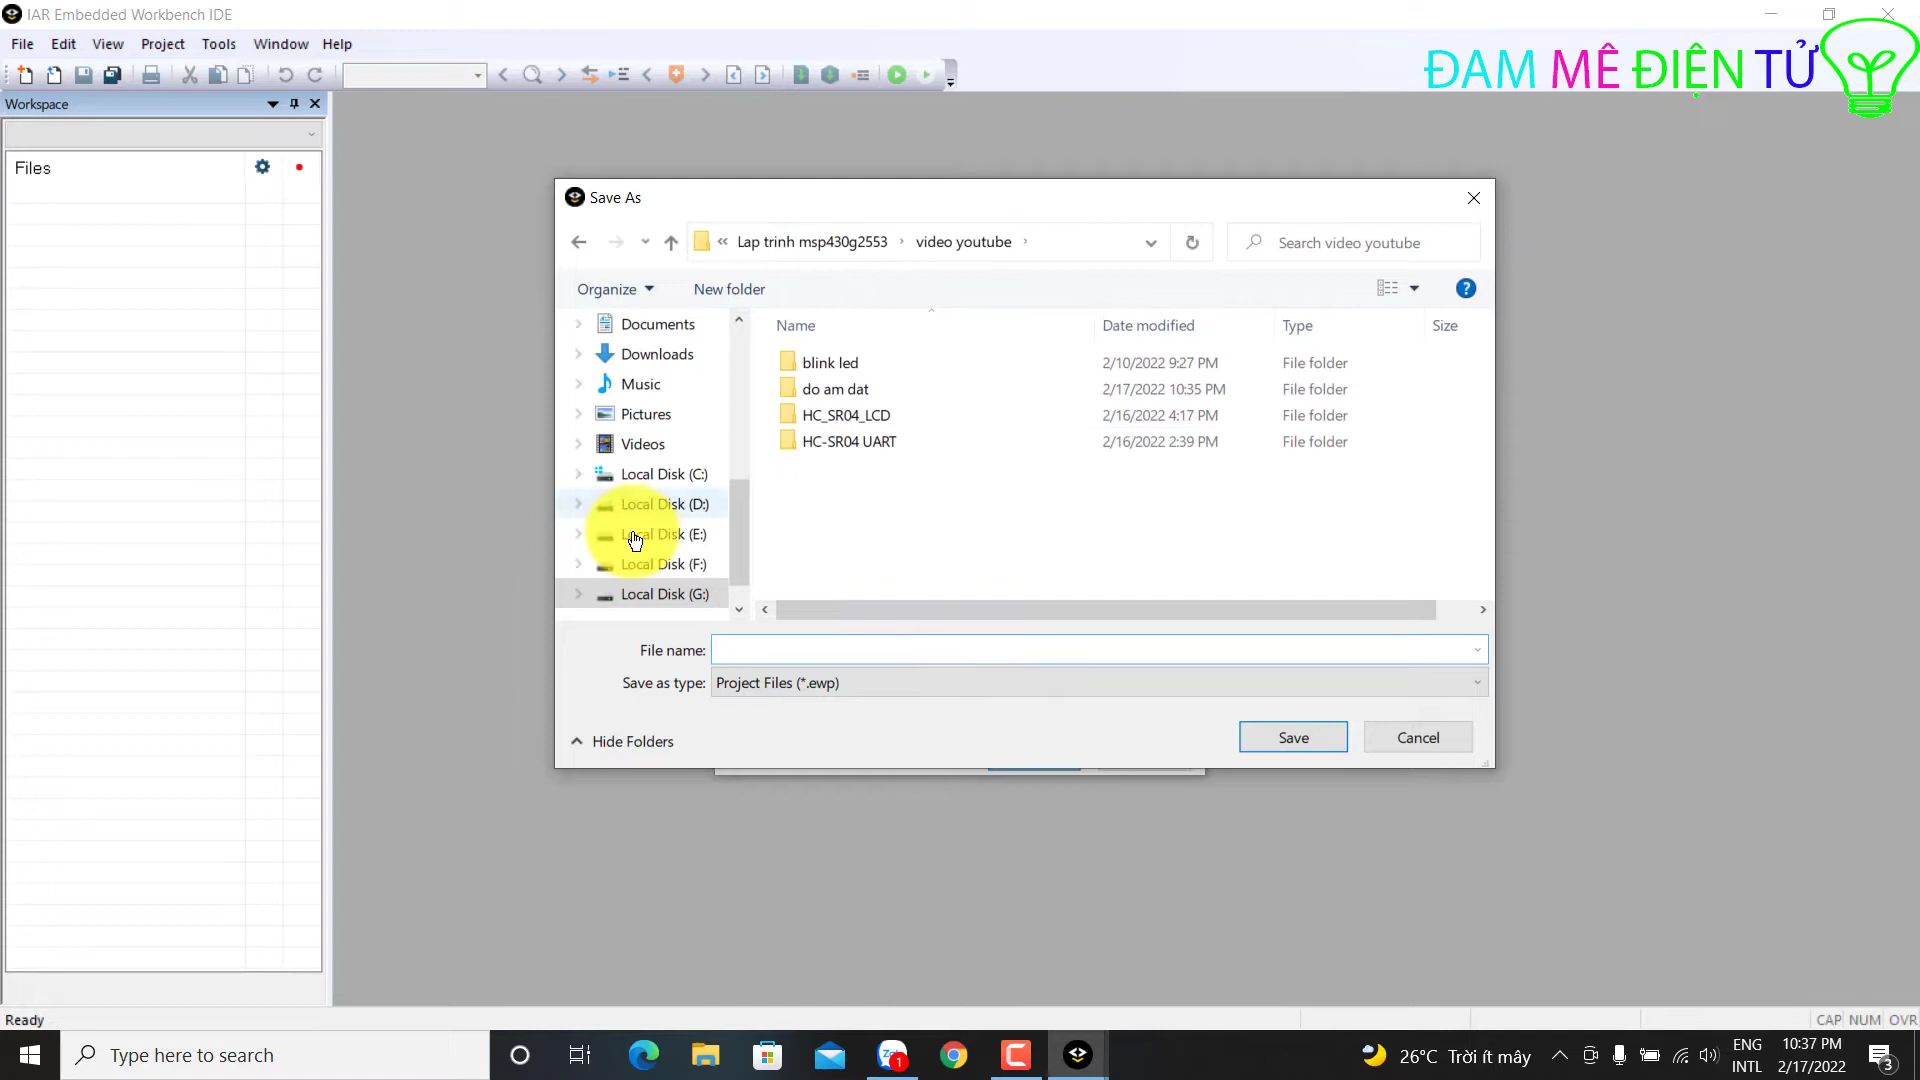 IAR Embedded Workbench IDE
File Edit View Project Tools Window Help
ĐAM MÊ ĐIỆN TỬ
Workspace
Files
Save As
« Lap trinh msp430g2553 › video youtube ›
Search video youtube
Organize
New folder
Name Date modified Type Size
Documents
Downloads
Music
Pictures
Videos
Local Disk (C:)
Local Disk (D:)
Local Disk (E:)
Local Disk (F:)
Local Disk (G:)
blink led 2/10/2022 9:27 PM File folder
do am dat 2/17/2022 10:35 PM File folder
HC_SR04_LCD 2/16/2022 4:17 PM File folder
HC-SR04 UART 2/16/2022 2:39 PM File folder
File name:
Save as type: Project Files (*.ewp)
Hide Folders
Save
Cancel
Ready
CAP NUM OVR
Type here to search
Zalo
1
26°C Trời ít mây
ENG
INTL
10:37 PM
2/17/2022
3